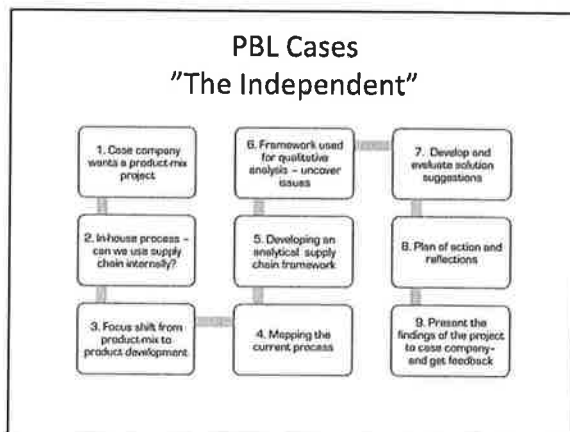 PBL Cases
"The Independent"
1. Case company
wants a product-mix
project
2. In-house process –
can we use supply
chain internally?
3. Focus shift from
product-mix to
product development
4. Mapping the
current process
5. Developing an
analytical supply
chain framework
6. Framework used
for qualitative
analysis – uncover
issues
7. Develop and
evaluate solution
suggestions
8. Plan of action and
reflections
9. Present the
findings of the project
to case company-
and get feedback